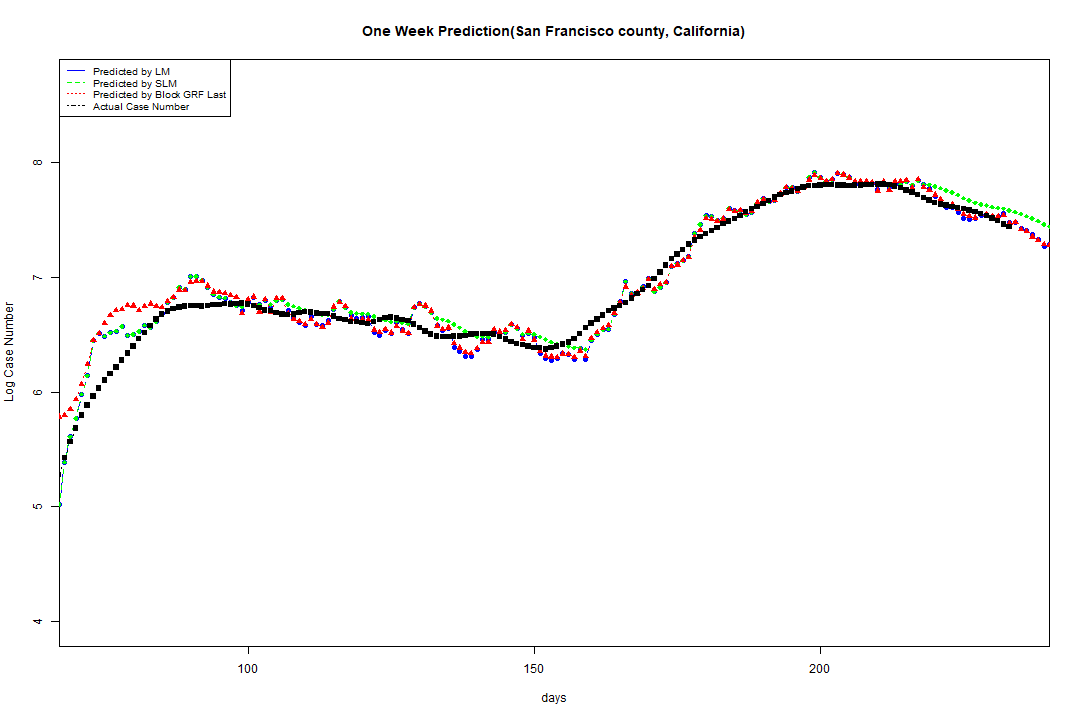 One Week Prediction(San Francisco county, California)
Predicted by LM
Predicted by SLM
Predicted by Block GRF Last
Actual Case Number
8
7
6
5
4
Log Case Number
100 150 200
days